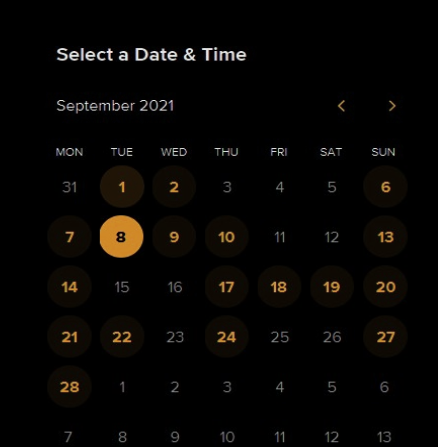 Select a Date & Time
September 2021
MON TUE WED THU FRI SAT SUN
31 1 2 3 4 5 6
7 8 9 10 11 12 13
14 15 16 17 18 19 20
21 22 23 24 25 26 27
28 1 2 3 4 5 6
7 8 9 10 11 12 13